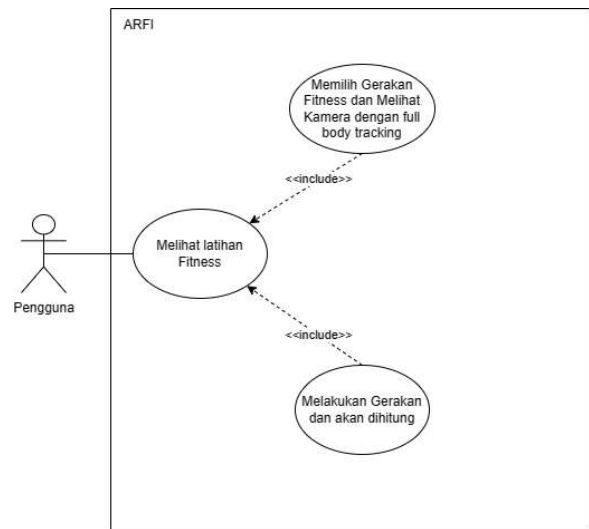 ARFI
Memilih Gerakan
Fitness dan Melihat
Kamera dengan full
body tracking
<<include>>
Melihat latihan
Fitness
Pengguna
<<include>>
Melakukan Gerakan
dan akan dihitung